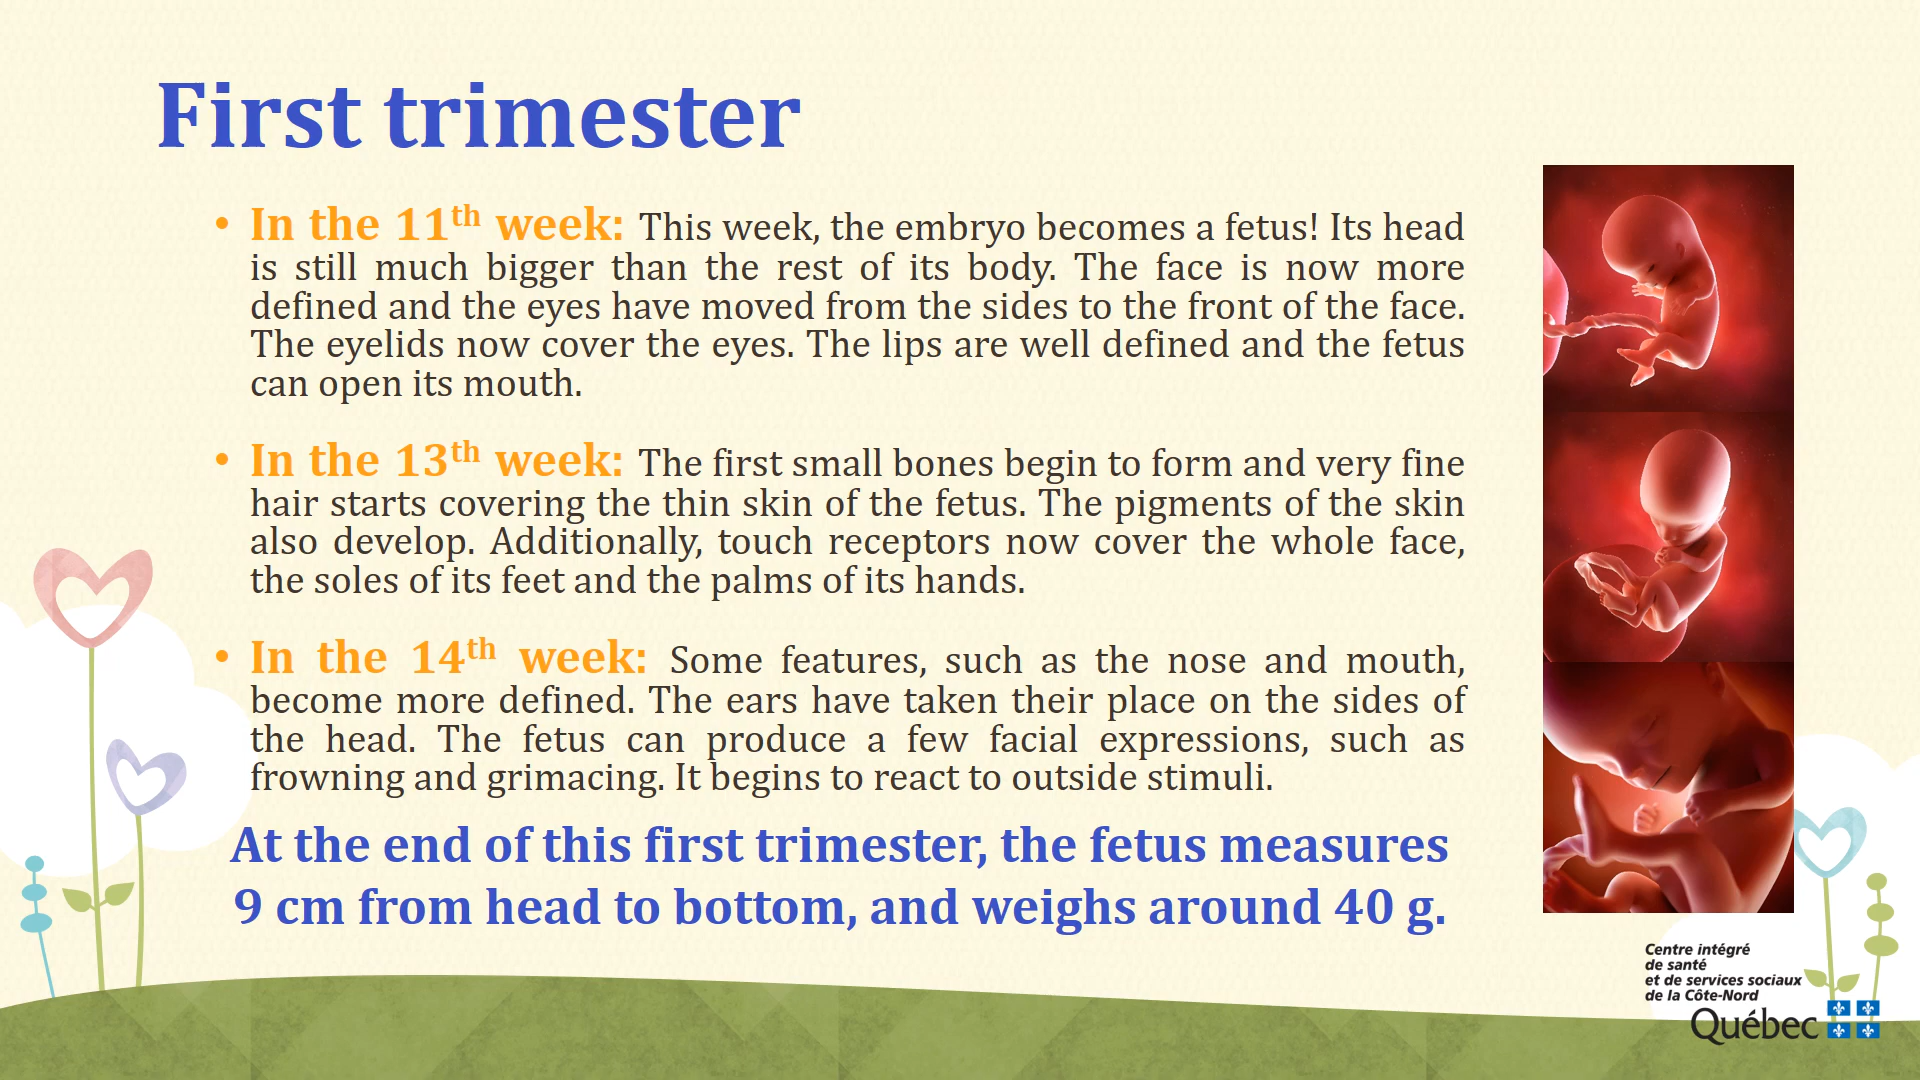 First trimester
• In the 11th week: This week, the embryo becomes a fetus! Its head
is still much bigger than the rest of its body. The face is now more
defined and the eyes have moved from the sides to the front of the face.
The eyelids now cover the eyes. The lips are well defined and the fetus
can open its mouth.
• In the 13th week: The first small bones begin to form and very fine
hair starts covering the thin skin of the fetus. The pigments of the skin
also develop. Additionally, touch receptors now cover the whole face,
the soles of its feet and the palms of its hands.
• In the 14th week: Some features, such as the nose and mouth,
become more defined. The ears have taken their place on the sides of
the head. The fetus can produce a few facial expressions, such as
frowning and grimacing. It begins to react to outside stimuli.
At the end of this first trimester, the fetus measures
9 cm from head to bottom, and weighs around 40 g.
Centre intégré
de santé
et de services sociaux
de la Côte-Nord
Québec